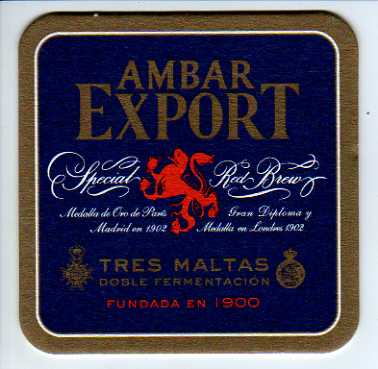 AMBAR
EXPORT
Special Red Brew
Medalla de Oro de París
Madrid en 1902
Gran Diploma y
Medalla en Londres 1902
TRES MALTAS
DOBLE FERMENTACIÓN
FUNDADA EN 1900